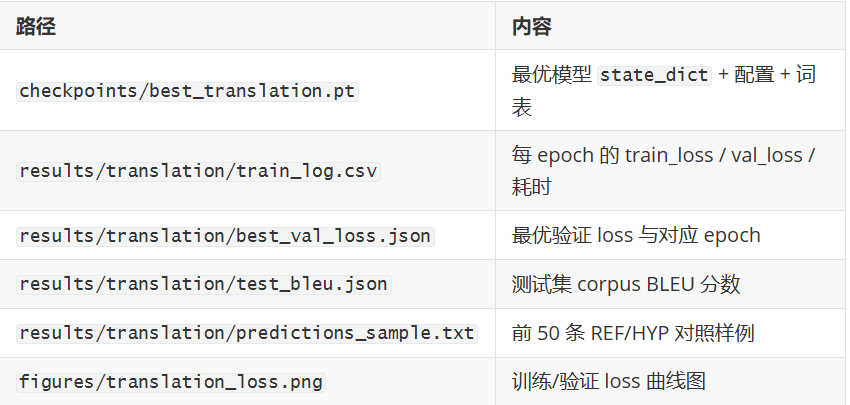 路径 内容
checkpoints/best_translation.pt 最优模型 state_dict + 配置 + 词
表
results/translation/train_log.csv 每 epoch 的 train_loss / val_loss /
耗时
results/translation/best_val_loss.json 最优验证 loss 与对应 epoch
results/translation/test_bleu.json 测试集 corpus BLEU 分数
results/translation/predictions_sample.txt 前 50 条 REF/HYP 对照样例
figures/translation_loss.png 训练/验证 loss 曲线图